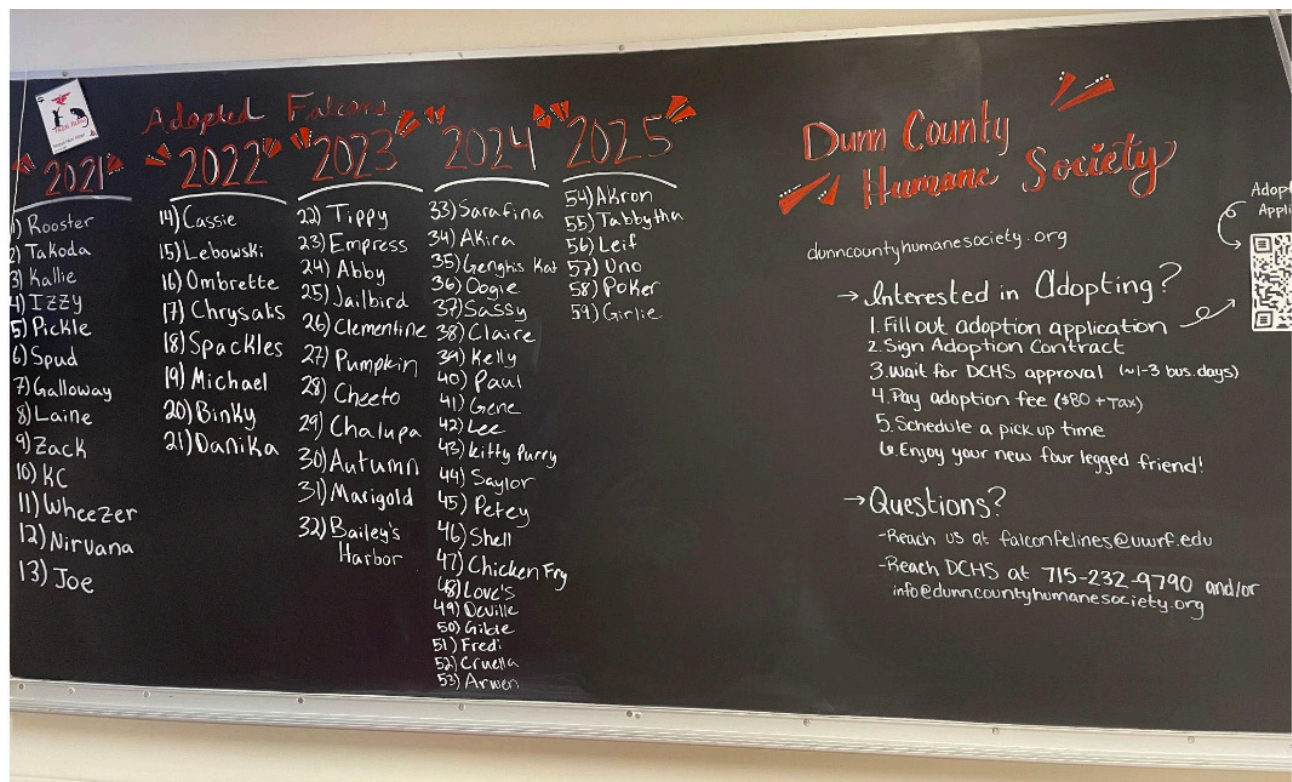 Adopted Falcons
2021
1) Rooster
2) Takoda
3) Kallie
4) Izzy
5) Pickle
6) Spud
7) Galloway
8) Laine
9) Zack
10) KC
11) Wheezer
12) Nirvana
13) Joe
2022
14) Cassie
15) Lebowski
16) Ombrette
17) Chrysalis
18) Spackles
19) Michael
20) Binky
21) Danika
2023
22) Tippy
23) Empress
24) Abby
25) Jailbird
26) Clementine
27) Pumpkin
28) Cheeto
29) Chalupa
30) Autumn
31) Marigold
32) Bailey's
Harbor
2024
33) Sarafina
34) Akira
35) Genghis Kat
36) Oogie
37) Sassy
38) Claire
39) Kelly
40) Paul
41) Gene
42) Lee
43) Kitty Purry
44) Saylor
45) Petey
46) Shell
47) Chicken Fry
48) Love's
49) Deville
50)
51) Fredi
52) Cruella
53) Arwen
2025
54) Akron
55) Tabbytha
56) Leif
57) Uno
58) Poker
59) Girlie
Dunn County
Humane Society
dunncountyhumanesociety.org
Adopt
Appli
→ Interested in Adopting?
1. Fill out adoption application
2. Sign Adoption Contract
3. Wait for DCHS approval (~1-3 bus. days)
4. Pay adoption fee ($80 + Tax)
5. Schedule a pick up time
6. Enjoy your new four legged friend!
→ Questions?
-Reach us at falconfelines@uwrf.edu
-Reach DCHS at 715-232-9790 and/or
info@dunncountyhumanesociety.org